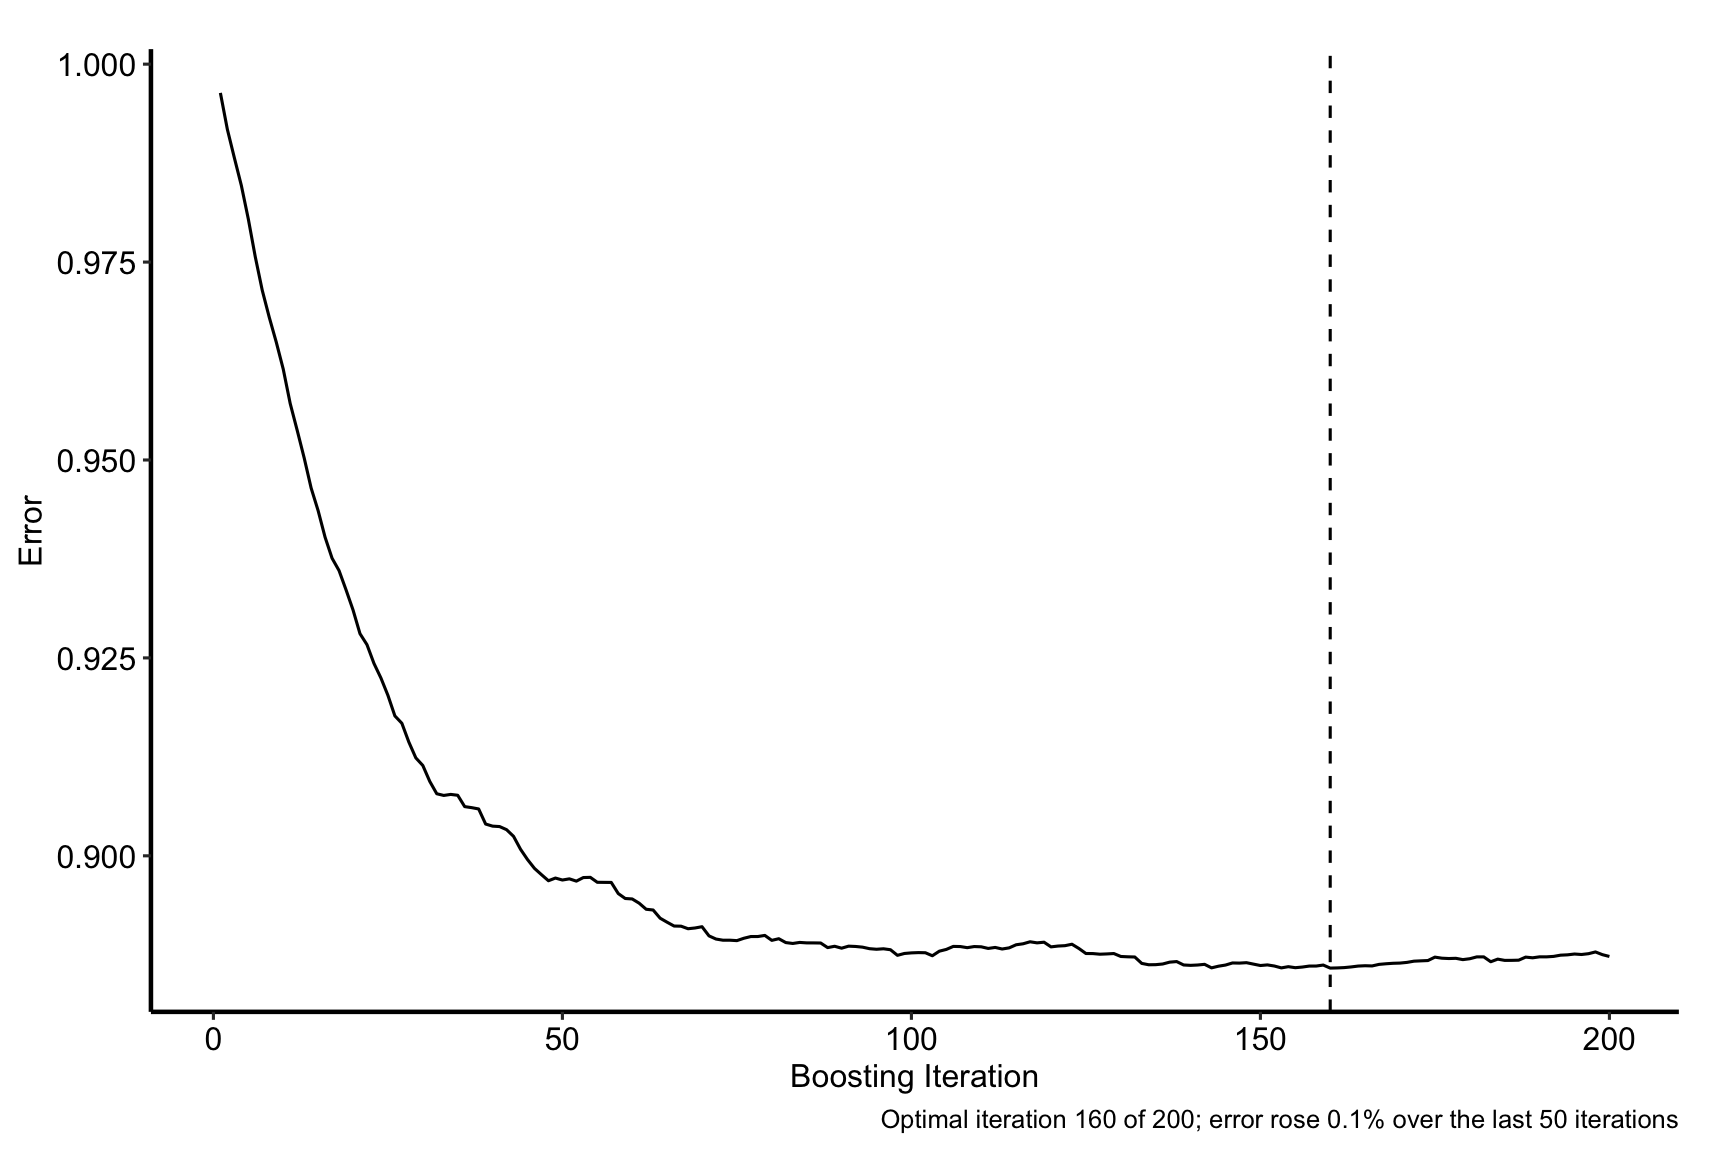 1.000
0.975
0.950
0.925
0.900
Error
0 50 100 150 200
Boosting Iteration
Optimal iteration 160 of 200; error rose 0.1% over the last 50 iterations